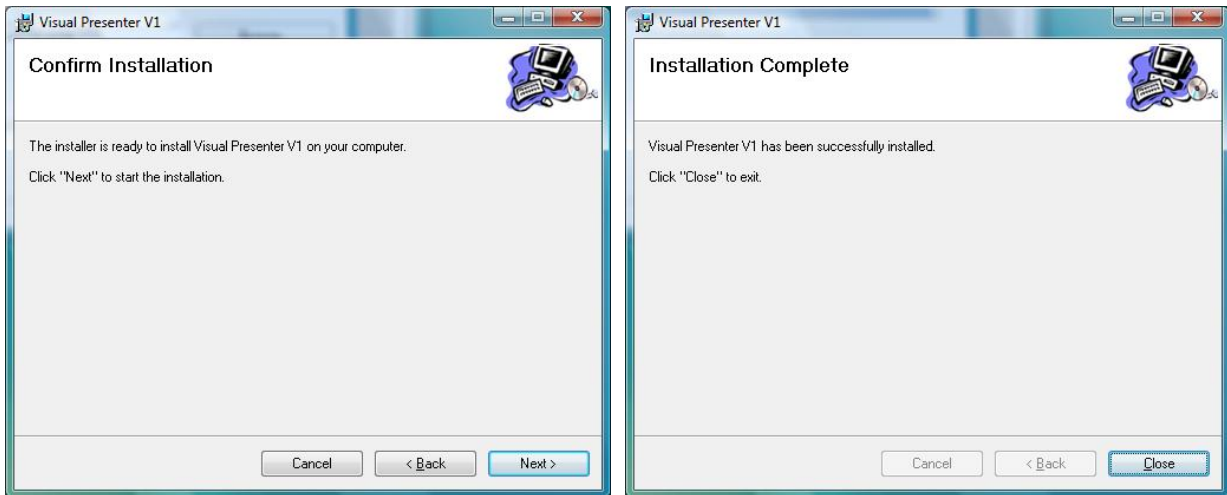 Visual Presenter V1
Confirm Installation
The installer is ready to install Visual Presenter V1 on your computer.
Click "Next" to start the installation.
Cancel
< Back
Next >
Visual Presenter V1
Installation Complete
Visual Presenter V1 has been successfully installed.
Click "Close" to exit.
Cancel
< Back
Close